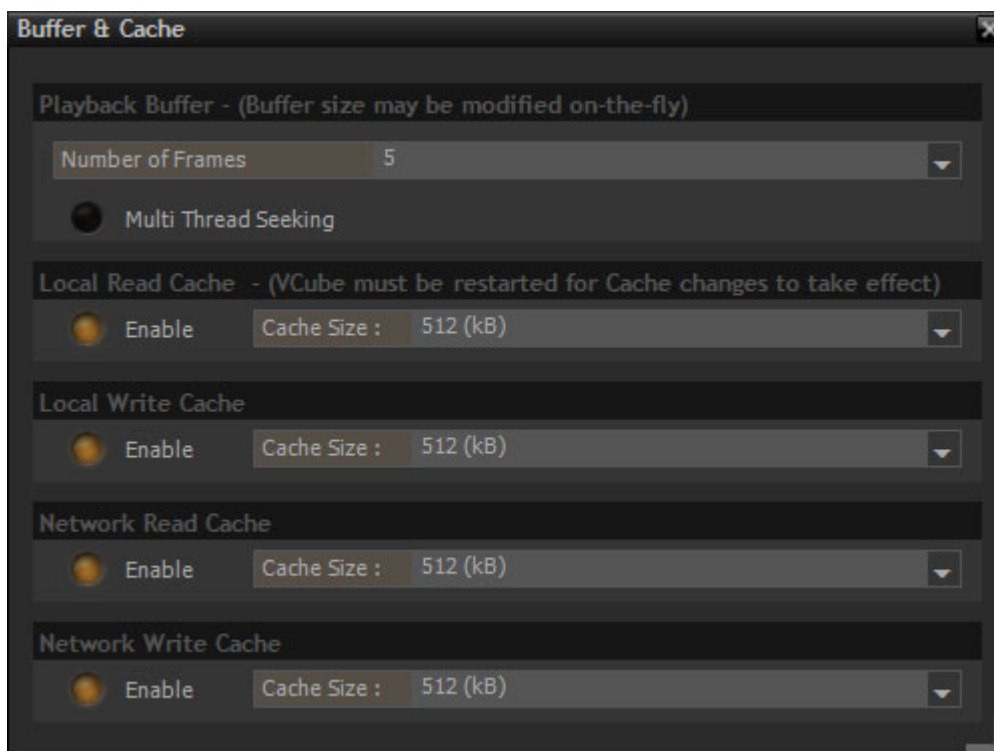 Buffer & Cache
Playback Buffer - (Buffer size may be modified on-the-fly)
Number of Frames 5
Multi Thread Seeking
Local Read Cache - (VCube must be restarted for Cache changes to take effect)
Enable Cache Size : 512 (kB)
Local Write Cache
Enable Cache Size : 512 (kB)
Network Read Cache
Enable Cache Size : 512 (kB)
Network Write Cache
Enable Cache Size : 512 (kB)